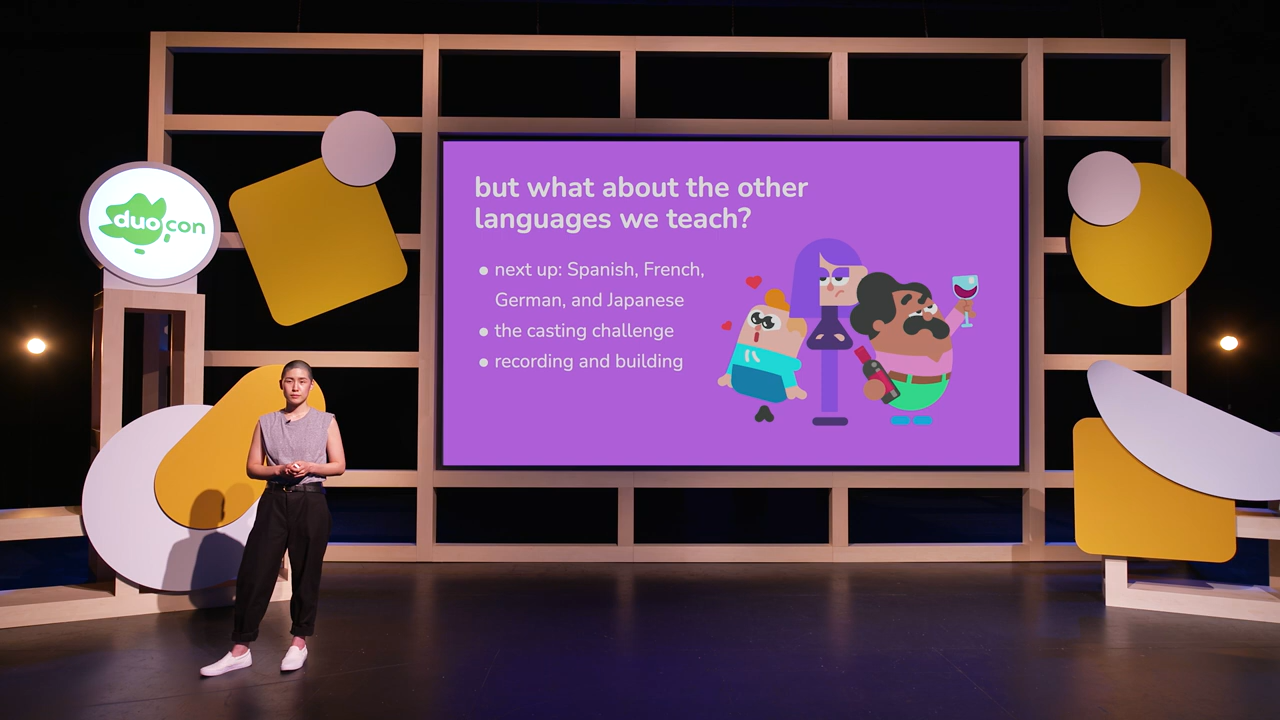 duocon
but what about the other
languages we teach?
● next up: Spanish, French,
German, and Japanese
● the casting challenge
● recording and building